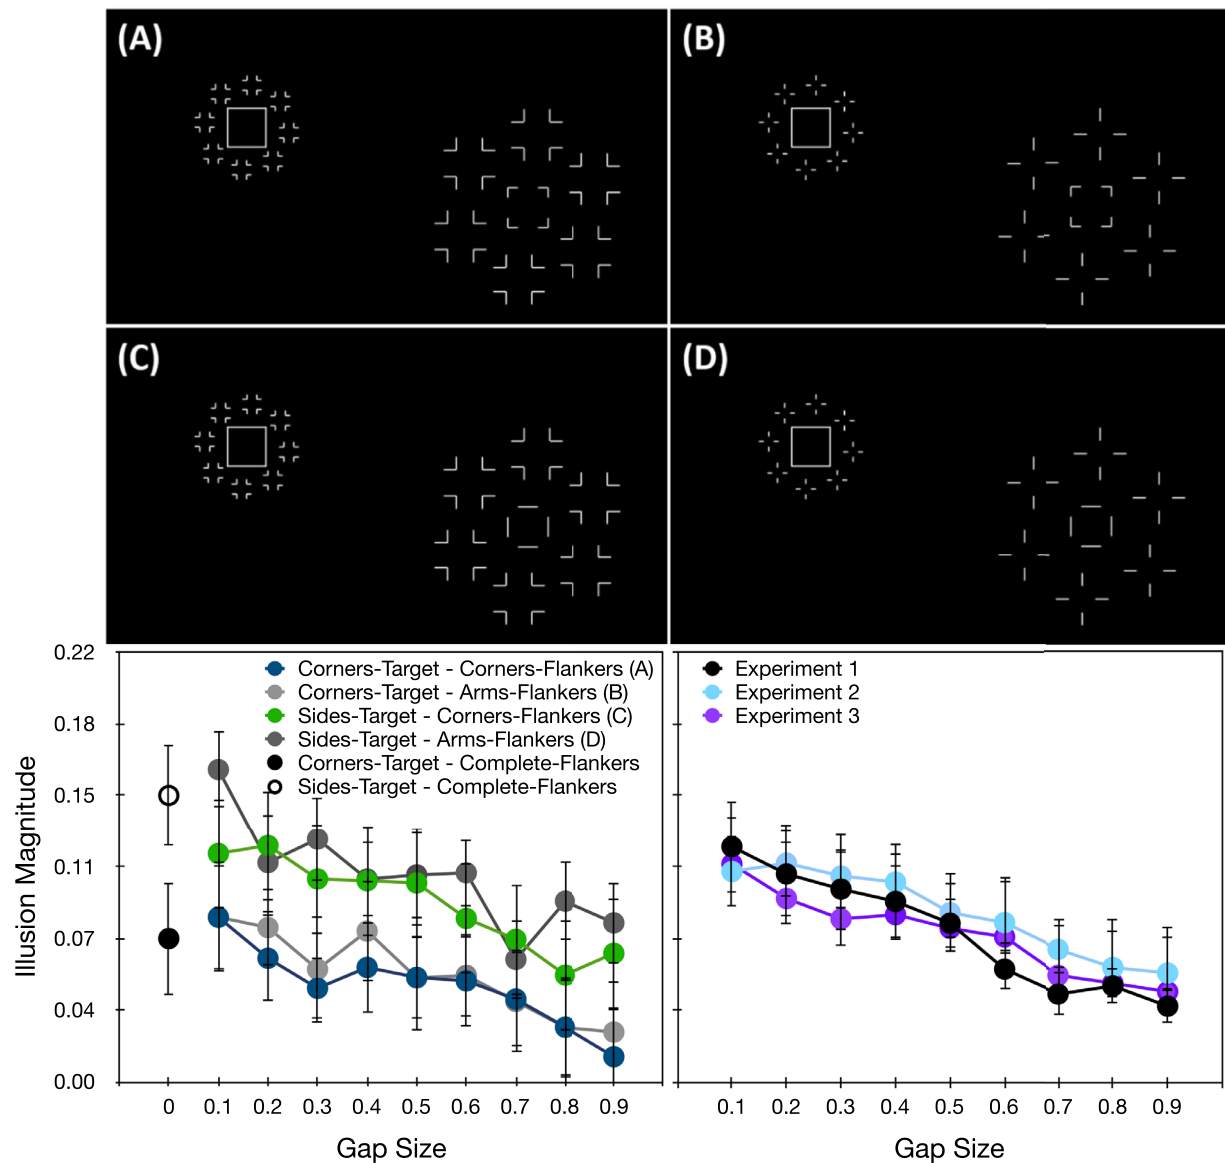 (A)
(B)
(C)
(D)
0.22
0.18
0.15
0.11
0.07
0.04
0.00
Illusion Magnitude
Corners-Target - Corners-Flankers (A)
Corners-Target - Arms-Flankers (B)
Sides-Target - Corners-Flankers (C)
Sides-Target - Arms-Flankers (D)
Corners-Target - Complete-Flankers
Sides-Target - Complete-Flankers
0 0.1 0.2 0.3 0.4 0.5 0.6 0.7 0.8 0.9
Gap Size
Experiment 1
Experiment 2
Experiment 3
0.1 0.2 0.3 0.4 0.5 0.6 0.7 0.8 0.9
Gap Size